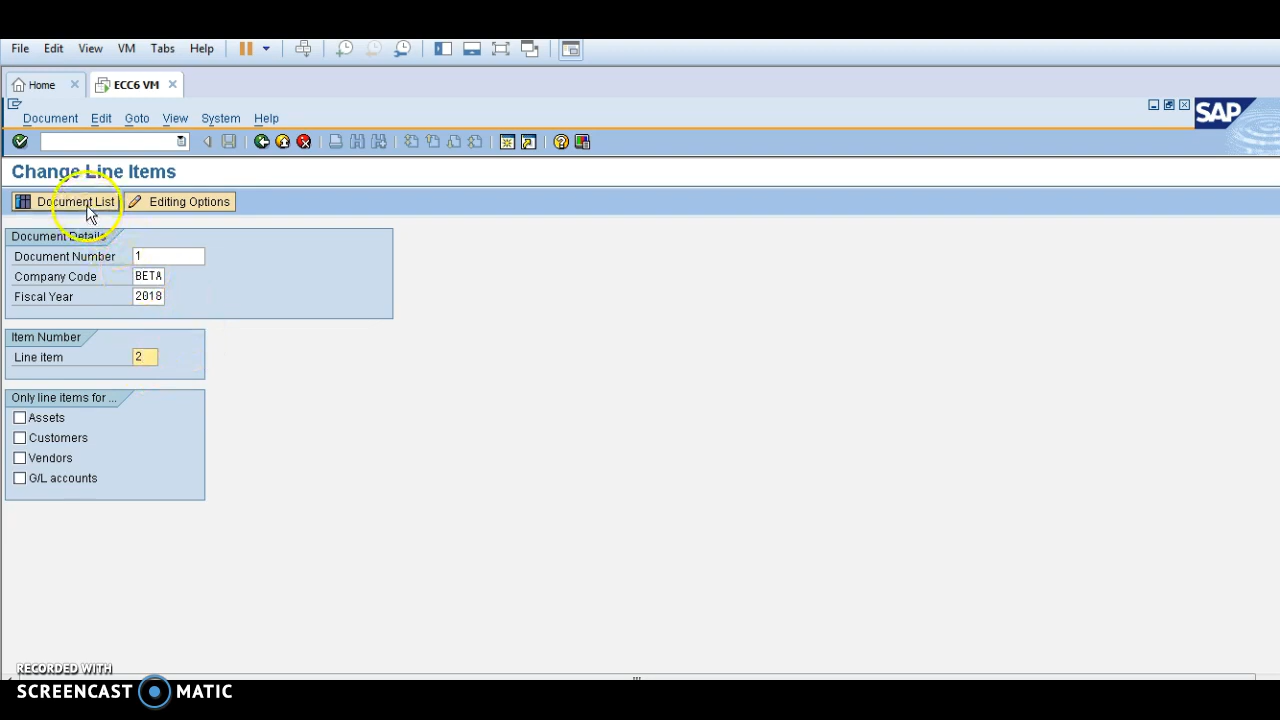 File Edit View VM Tabs Help
Home ECC6 VM
Document Edit Goto View System Help
SAP
Change Line Items
Document List Editing Options
Document Details
Document Number 1
Company Code BETA
Fiscal Year 2018
Item Number
Line item 2
Only line items for ...
Assets
Customers
Vendors
G/L accounts
RECORDED WITH
SCREENCAST MATIC